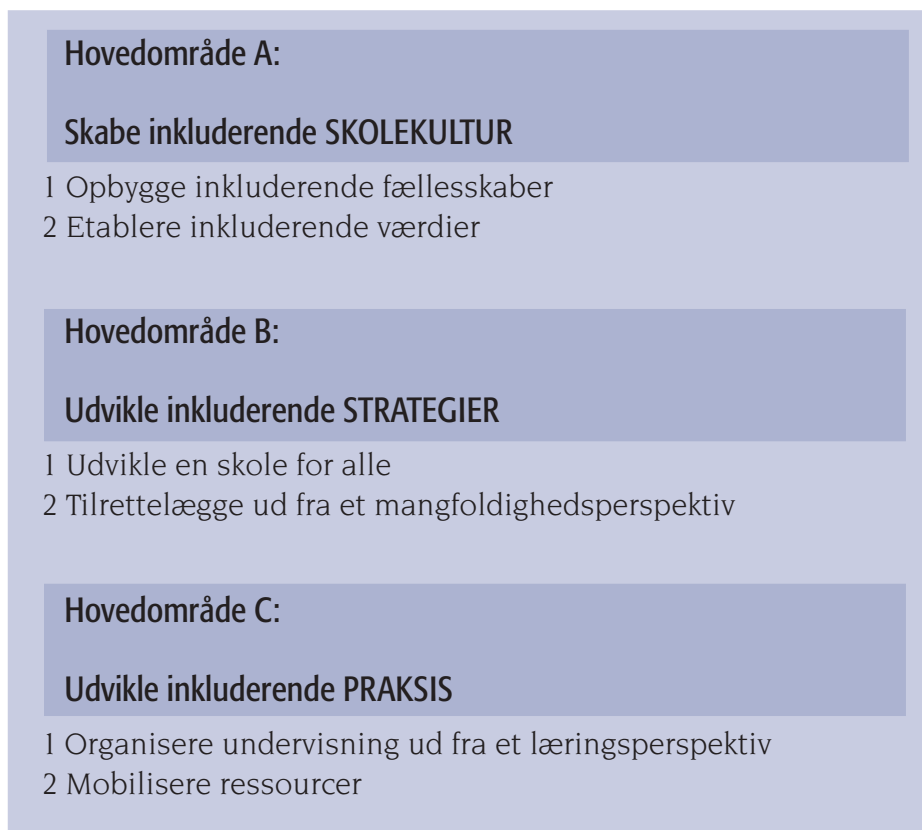 Hovedområde A:
Skabe inkluderende SKOLEKULTUR
1 Opbygge inkluderende fællesskaber
2 Etablere inkluderende værdier
Hovedområde B:
Udvikle inkluderende STRATEGIER
1 Udvikle en skole for alle
2 Tilrettelægge ud fra et mangfoldighedsperspektiv
Hovedområde C:
Udvikle inkluderende PRAKSIS
1 Organisere undervisning ud fra et læringsperspektiv
2 Mobilisere ressourcer